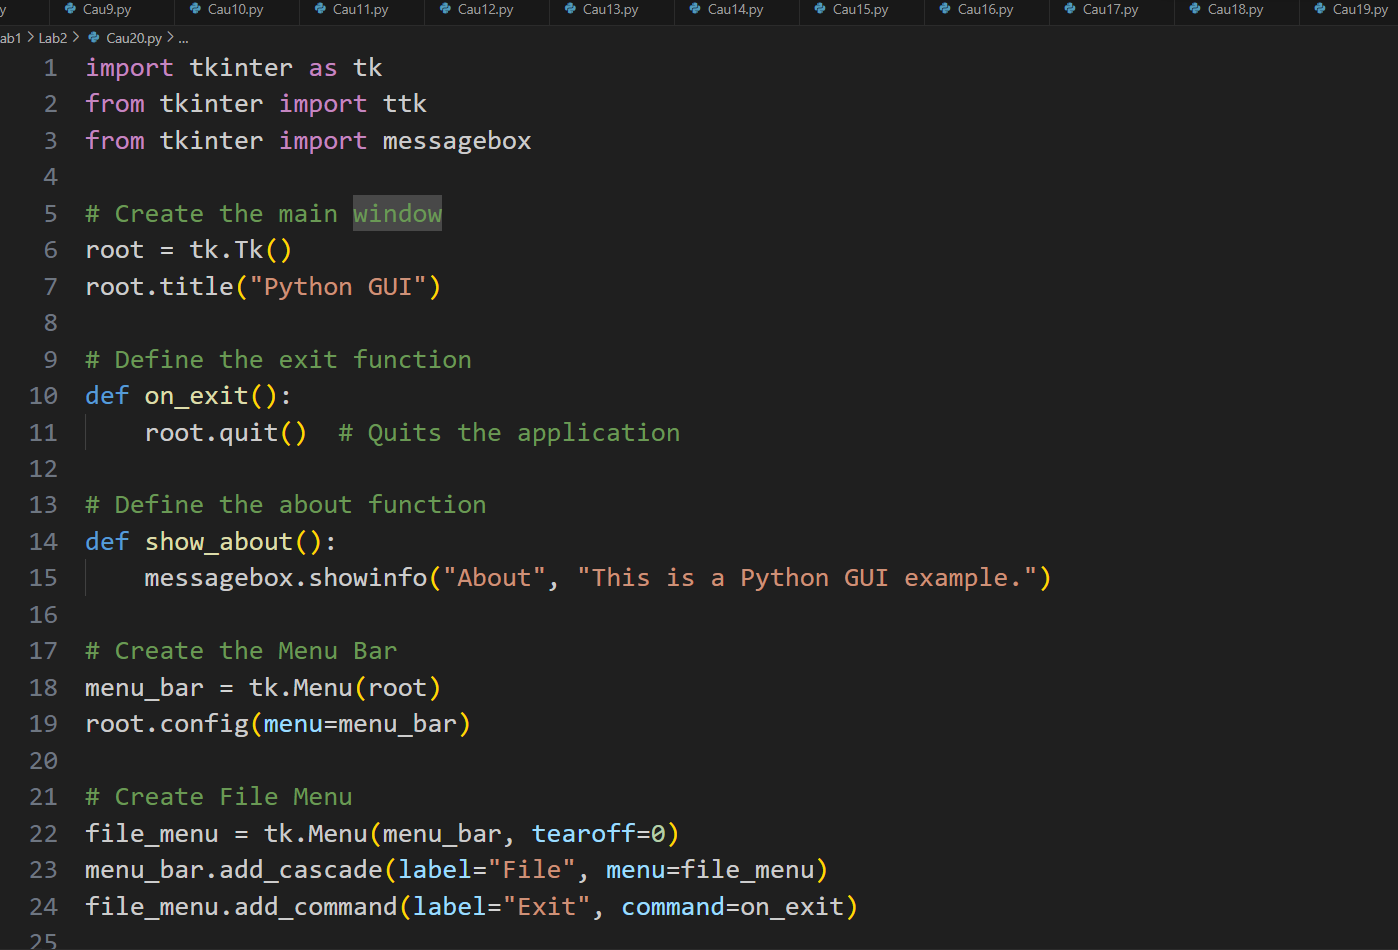 y Cau9.py Cau10.py Cau11.py Cau12.py Cau13.py Cau14.py Cau15.py Cau16.py Cau17.py Cau18.py Cau19.py
ab1 > Lab2 > Cau20.py > ...
1 import tkinter as tk
2 from tkinter import ttk
3 from tkinter import messagebox
4
5 # Create the main window
6 root = tk.Tk()
7 root.title("Python GUI")
8
9 # Define the exit function
10 def on_exit():
11     root.quit()  # Quits the application
12
13 # Define the about function
14 def show_about():
15     messagebox.showinfo("About", "This is a Python GUI example.")
16
17 # Create the Menu Bar
18 menu_bar = tk.Menu(root)
19 root.config(menu=menu_bar)
20
21 # Create File Menu
22 file_menu = tk.Menu(menu_bar, tearoff=0)
23 menu_bar.add_cascade(label="File", menu=file_menu)
24 file_menu.add_command(label="Exit", command=on_exit)
25